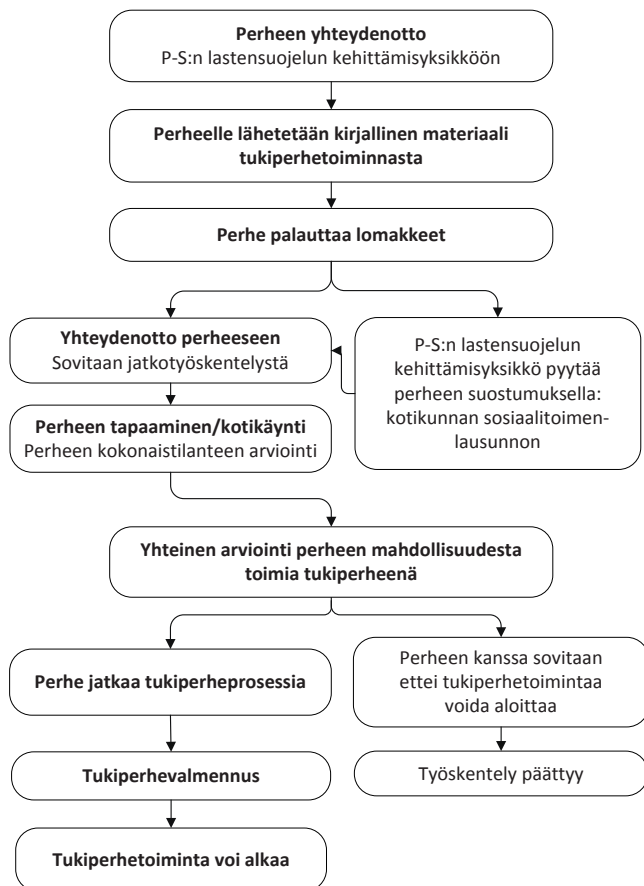 Perheen yhteydenotto
P-S:n lastensuojelun kehittämisyksikköön
Perheelle lähetetään kirjallinen materiaali
tukiperhetoiminnasta
Perhe palauttaa lomakkeet
Yhteydenotto perheeseen
Sovitaan jatkotyöskentelystä
P-S:n lastensuojelun
kehittämisyksikkö pyytää
perheen suostumuksella:
kotikunnan sosiaalitoimen-
lausunnon
Perheen tapaaminen/kotikäynti
Perheen kokonaistilanteen arviointi
Yhteinen arviointi perheen mahdollisuudesta
toimia tukiperheenä
Perhe jatkaa tukiperheprosessia
Perheen kanssa sovitaan
ettei tukiperhetoimintaa
voida aloittaa
Tukiperhevalmennus
Työskentely päättyy
Tukiperhetoiminta voi alkaa